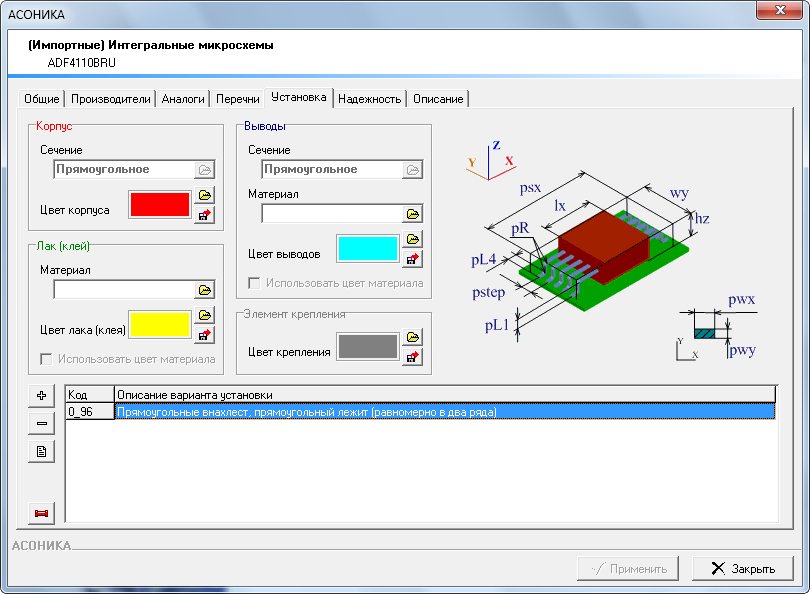 АСОНИКА
(Импортные) Интегральные микросхемы
ADF4110BRU
Общие Производители Аналоги Перечни Установка Надежность Описание
Корпус
Сечение
Прямоугольное
Цвет корпуса
Лак (клей)
Материал
Цвет лака (клея)
Использовать цвет материала
Выводы
Сечение
Прямоугольное
Материал
Цвет выводов
Использовать цвет материала
Элемент крепления
Цвет крепления
Z
Y
X
psx
wy
lx
hz
pR
pL4
pstep
pL1
pwx
Y
X
pwy
Код Описание варианта установки
0_96 Прямоугольные внахлест, прямоугольный лежит (равномерно в два ряда)
АСОНИКА
Применить Закрыть